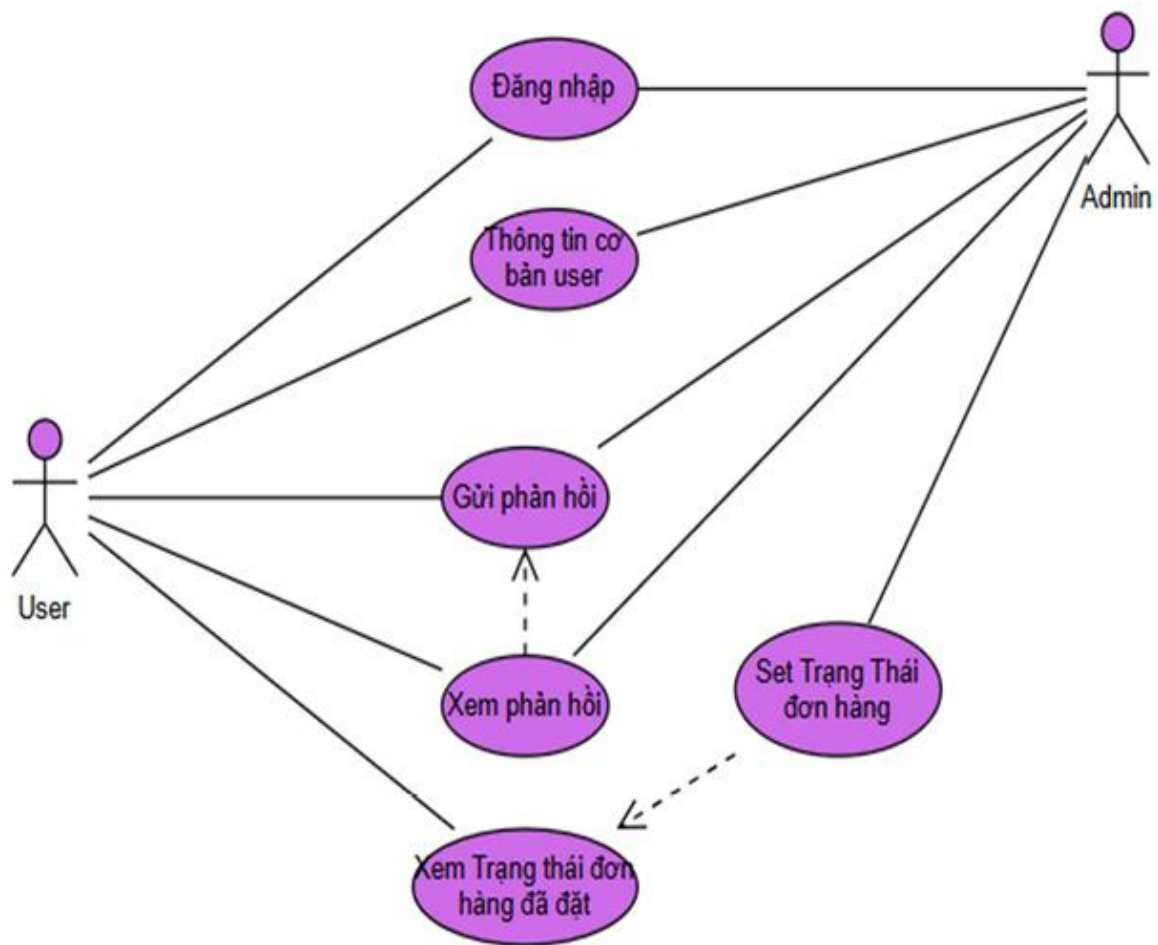 Đăng nhập
Admin
Thông tin cơ
bản user
Gửi phản hồi
User
Xem phản hồi
Set Trạng Thái
đơn hàng
Xem Trạng thái đơn
hàng đã đặt